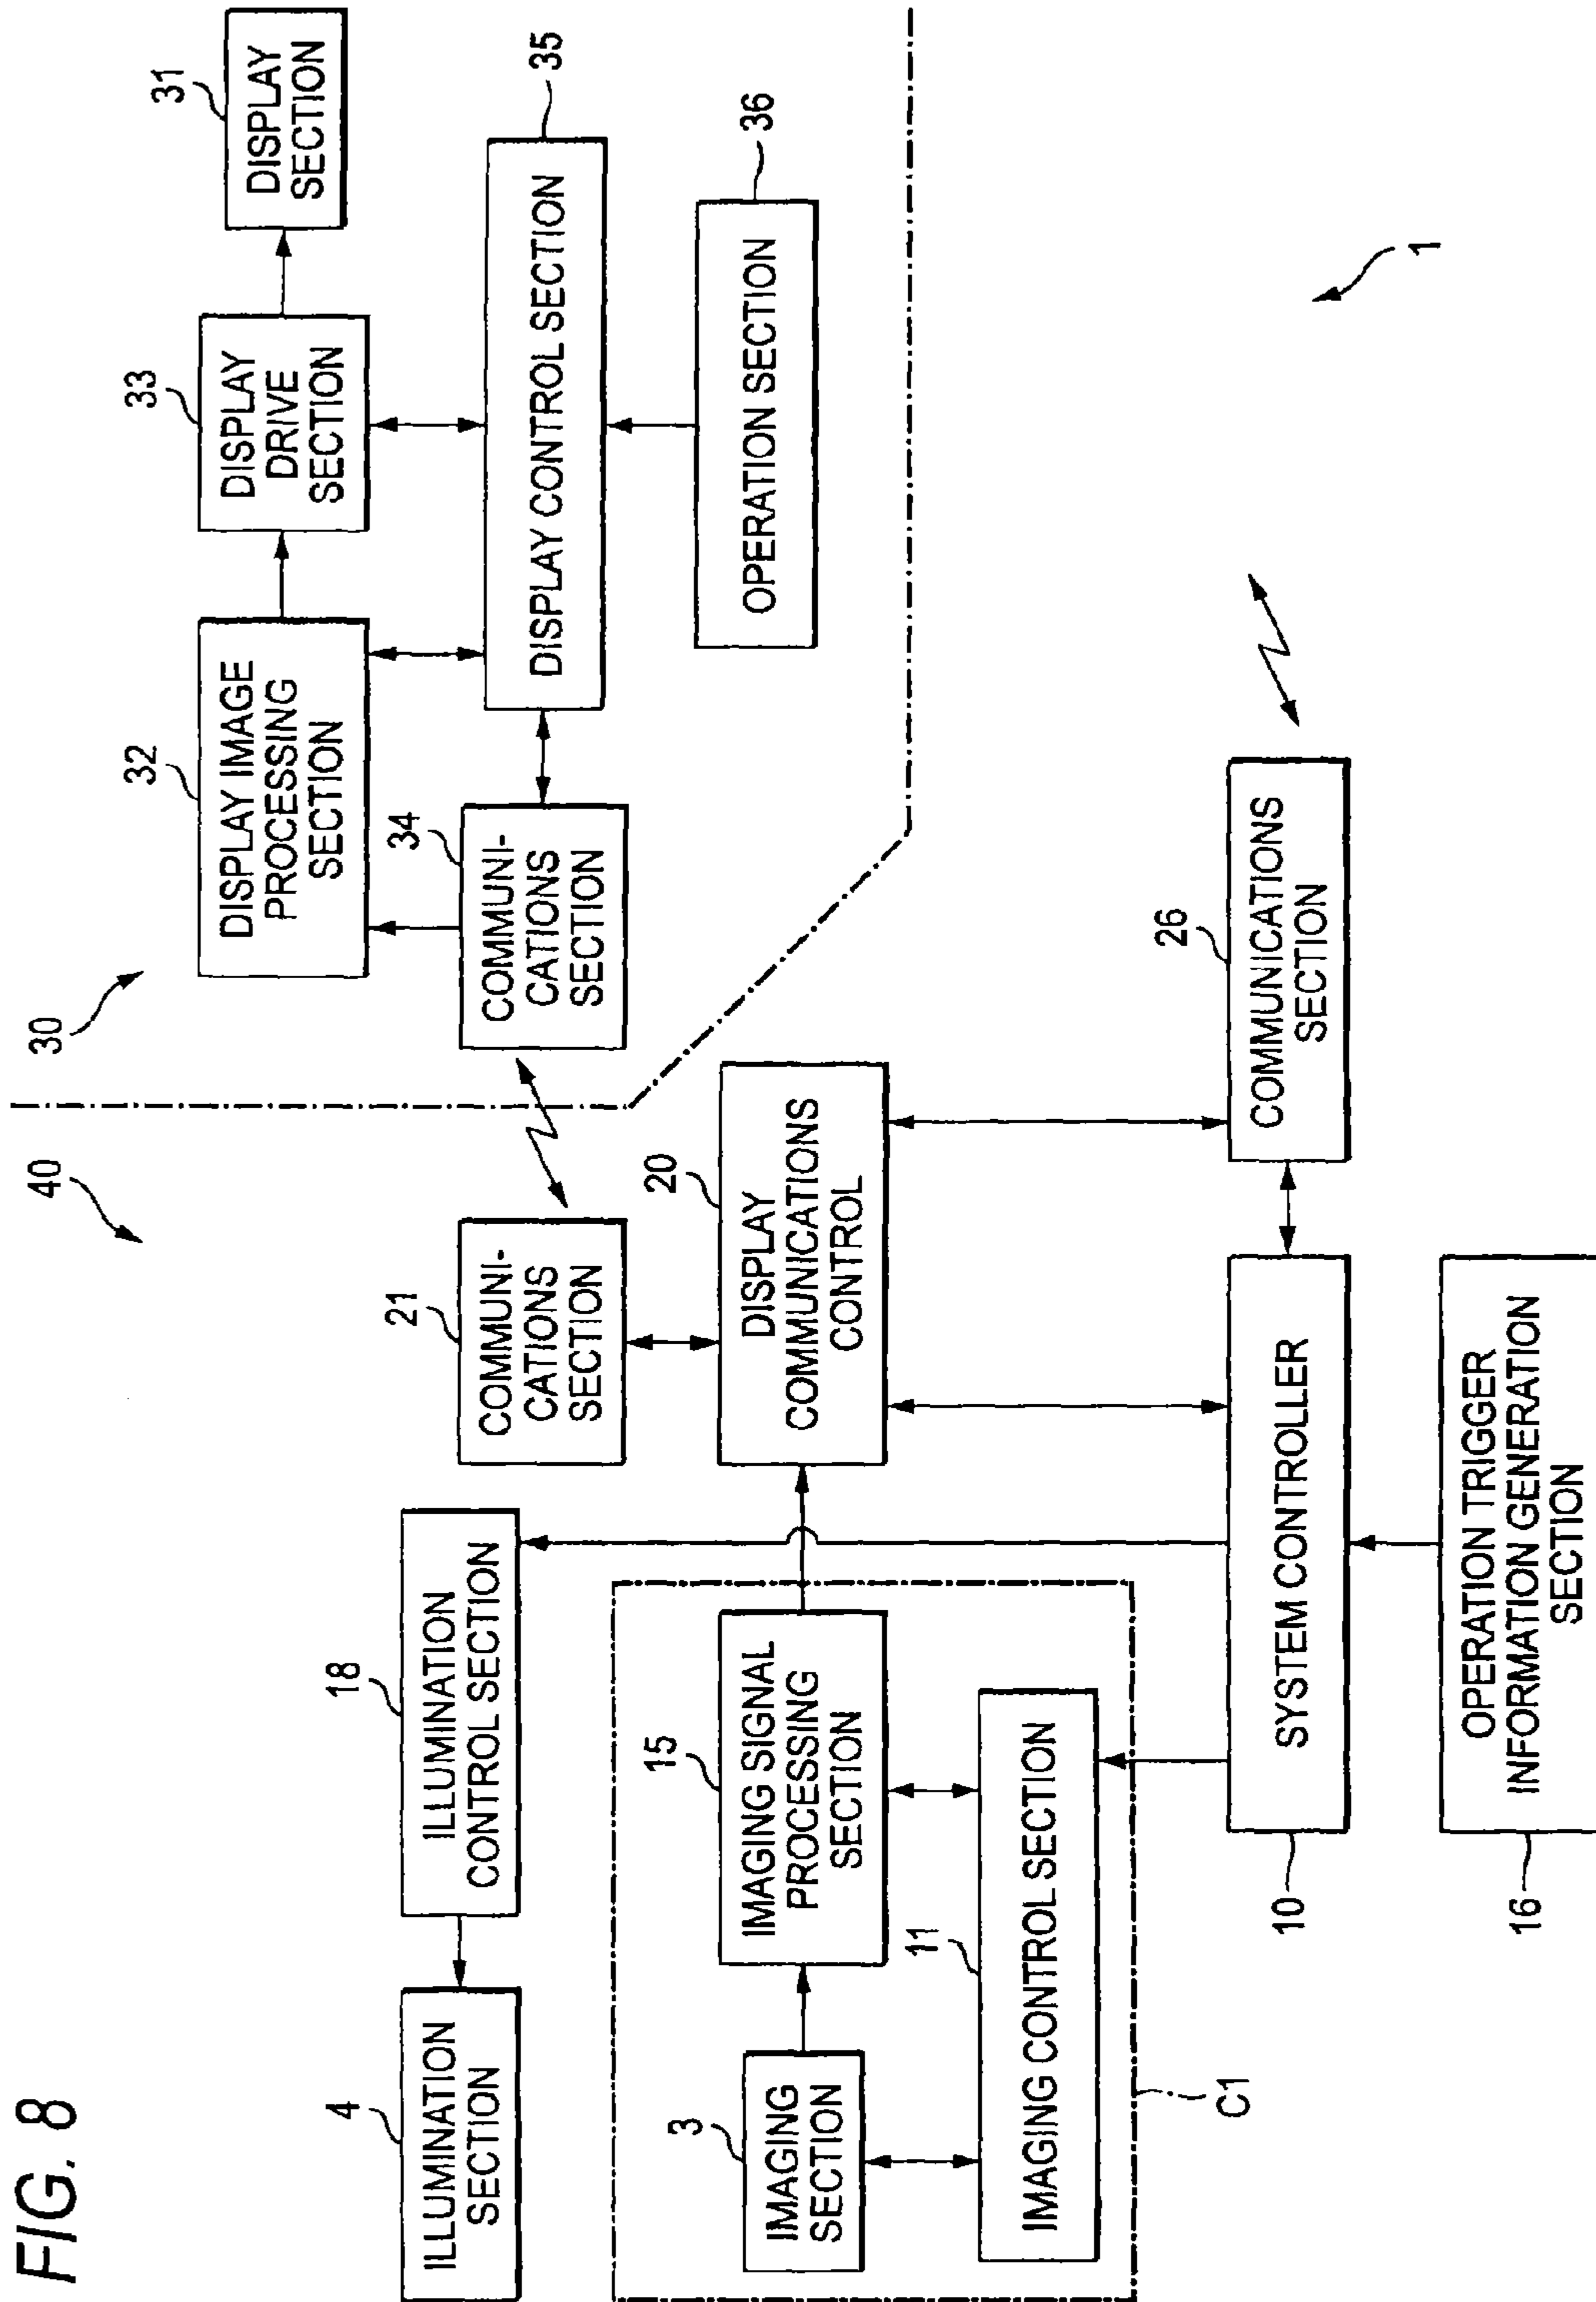 FIG. 8
40
30
4
ILLUMINATION
SECTION
18
ILLUMINATION
CONTROL SECTION
21
COMMUNI-
CATIONS
SECTION
34
COMMUNI-
CATIONS
SECTION
32
DISPLAY IMAGE
PROCESSING
SECTION
33
DISPLAY
DRIVE
SECTION
31
DISPLAY
SECTION
35
DISPLAY CONTROL SECTION
36
OPERATION SECTION
3
IMAGING
SECTION
15
IMAGING SIGNAL
PROCESSING
SECTION
11
IMAGING CONTROL SECTION
C1
20
DISPLAY
COMMUNICATIONS
CONTROL
10
SYSTEM CONTROLLER
26
COMMUNICATIONS
SECTION
16
OPERATION TRIGGER
INFORMATION GENERATION
SECTION
1